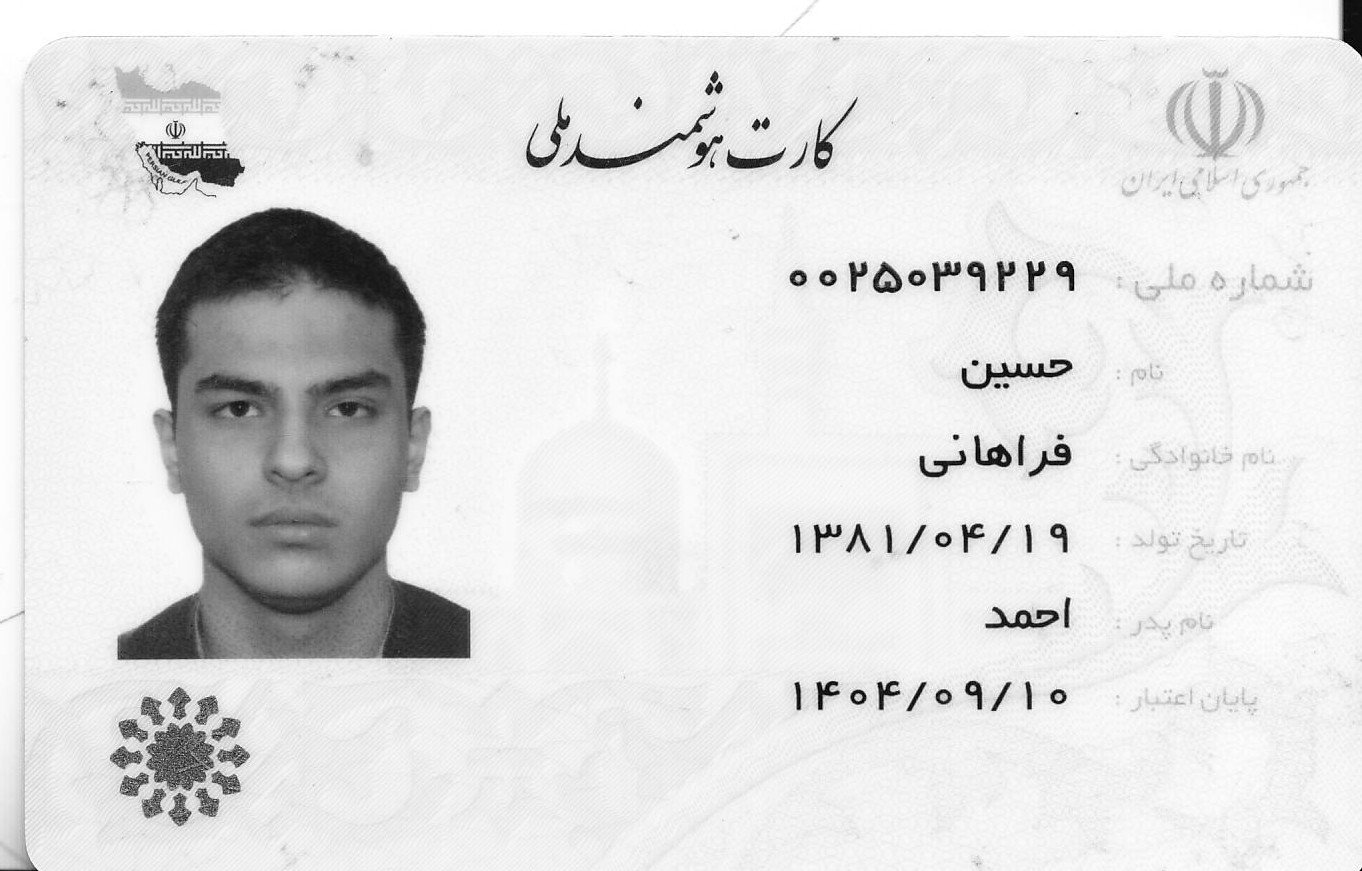 کارت هوشمند ملی
جمهوری اسلامی ایران
PERSIAN GULF
شماره ملی : ۰۰۲۵۰۳۹۲۲۹
نام : حسین
نام خانوادگی : فراهانی
تاریخ تولد : ۱۳۸۱/۰۴/۱۹
نام پدر : احمد
پایان اعتبار : ۱۴۰۴/۰۹/۱۰